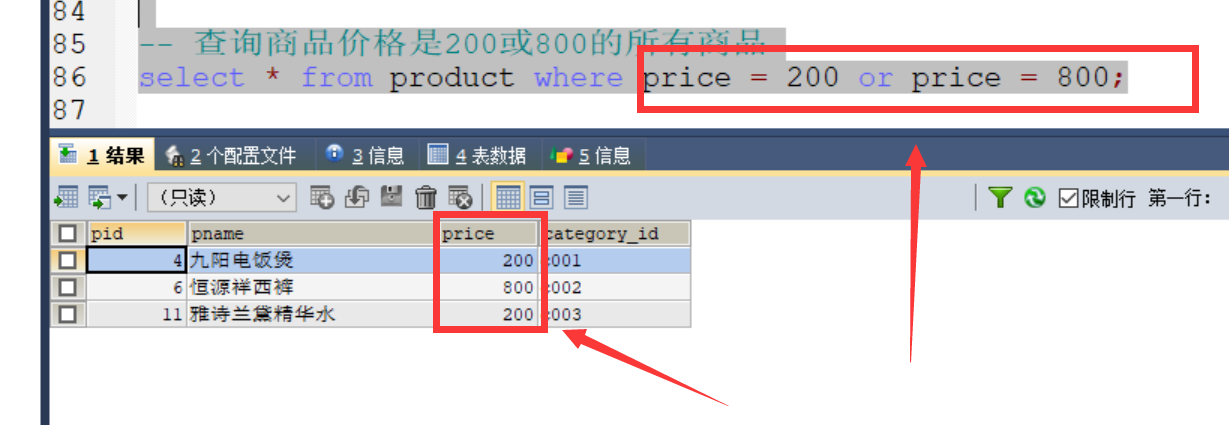 84
85 -- 查询商品价格是200或800的所有商品
86 select * from product where price = 200 or price = 800;
87
1 结果 2 个配置文件 3 信息 4 表数据 5 信息
（只读） 限制行 第一行：
pid pname price category_id
4 九阳电饭煲 200 c001
6 恒源祥西裤 800 c002
11 雅诗兰黛精华水 200 c003